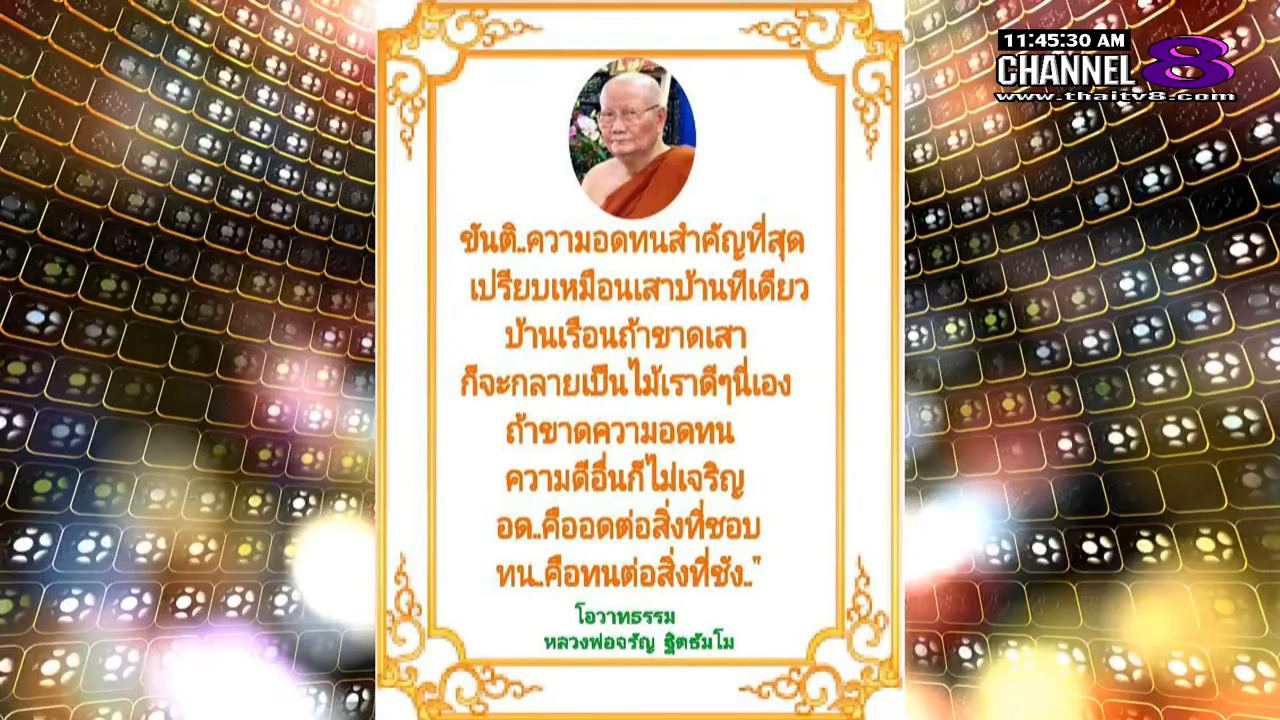 11:45:30 AM
CHANNEL 8
www.thaitv8.com
ขันติ..ความอดทนสำคัญที่สุด
เปรียบเหมือนเสาบ้านทีเดียว
บ้านเรือนถ้าขาดเสา
ก็จะกลายเป็นไม้เราดีๆนี่เอง
ถ้าขาดความอดทน
ความดีอื่นก็ไม่เจริญ
อด..คืออดต่อสิ่งที่ชอบ
ทน..คือทนต่อสิ่งที่ชัง.."
โอวาทธรรม
หลวงพ่อจรัญ ฐิตธัมโม